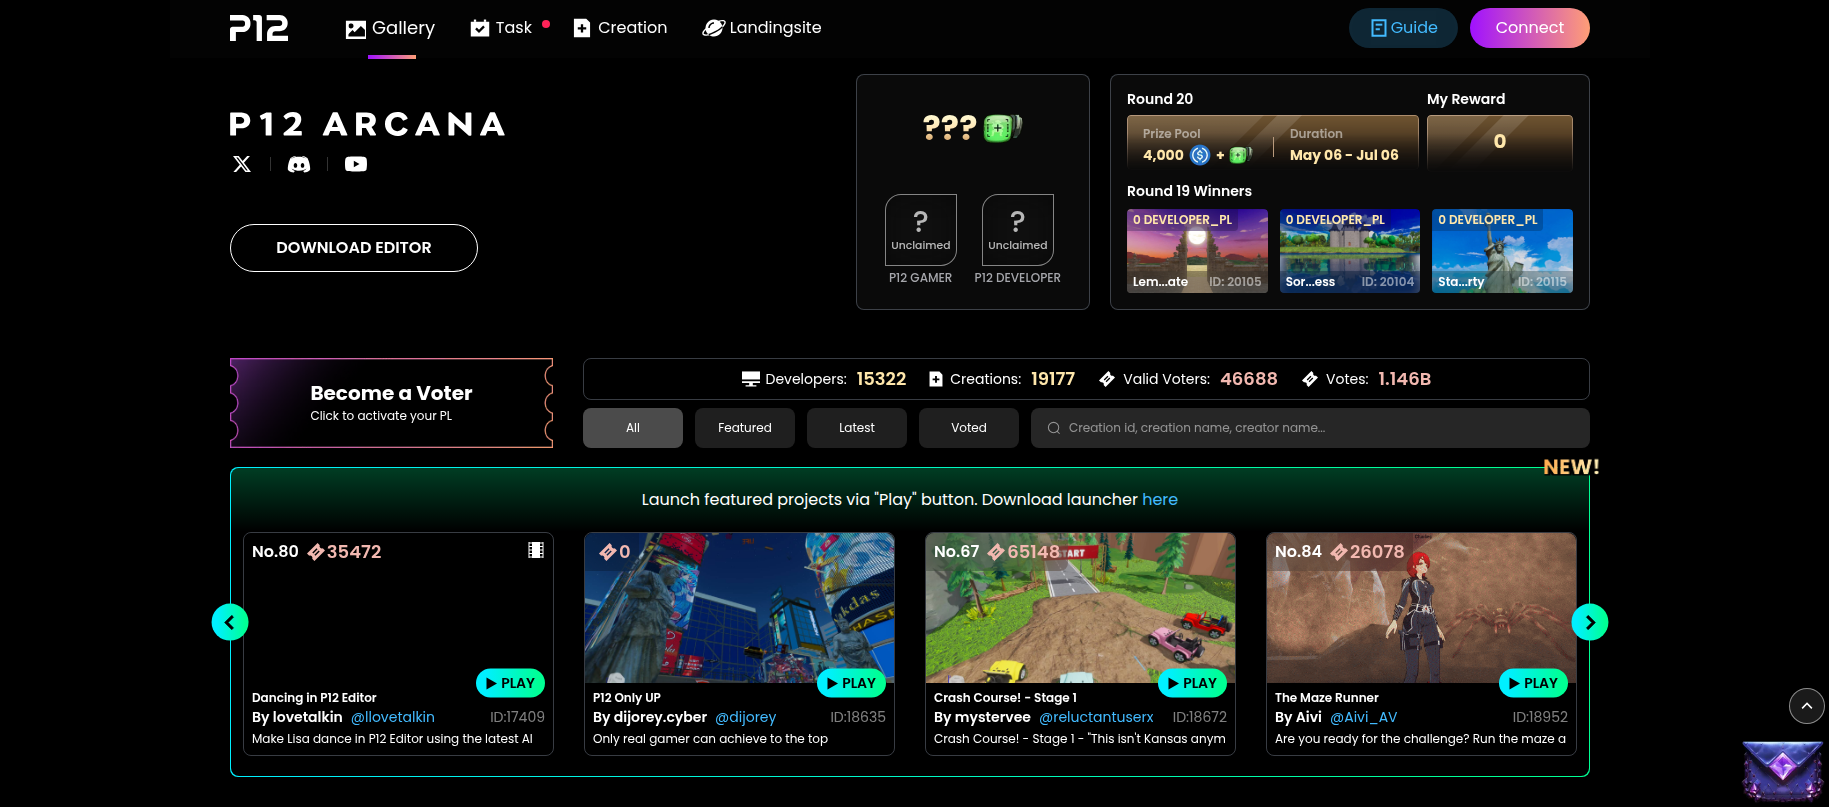 P12
Gallery
Task
Creation
Landingsite
Guide
Connect
P12 ARCANA
DOWNLOAD EDITOR
???
?
Unclaimed
P12 GAMER
?
Unclaimed
P12 DEVELOPER
Round 20
My Reward
Prize Pool
4,000 +
Duration
May 06 - Jul 06
0
Round 19 Winners
0 DEVELOPER_PL
Lem...ate ID: 20105
0 DEVELOPER_PL
Sor...ess ID: 20104
0 DEVELOPER_PL
Sta...rty ID: 20115
Become a Voter
Click to activate your PL
Developers: 15322
Creations: 19177
Valid Voters: 46688
Votes: 1.146B
All
Featured
Latest
Voted
Creation id, creation name, creator name...
NEW!
Launch featured projects via "Play" button. Download launcher here
No.80 35472
PLAY
Dancing in P12 Editor
By lovetalkin @llovetalkin ID:17409
Make Lisa dance in P12 Editor using the latest AI
0
PLAY
P12 Only UP
By dijorey.cyber @dijorey ID:18635
Only real gamer can achieve to the top
No.67 65148
START
PLAY
Crash Course! - Stage 1
By mystervee @reluctantuserx ID:18672
Crash Course! - Stage 1 - "This isn't Kansas anym
No.84 26078
PLAY
The Maze Runner
By Aivi @Aivi_AV ID:18952
Are you ready for the challenge? Run the maze a